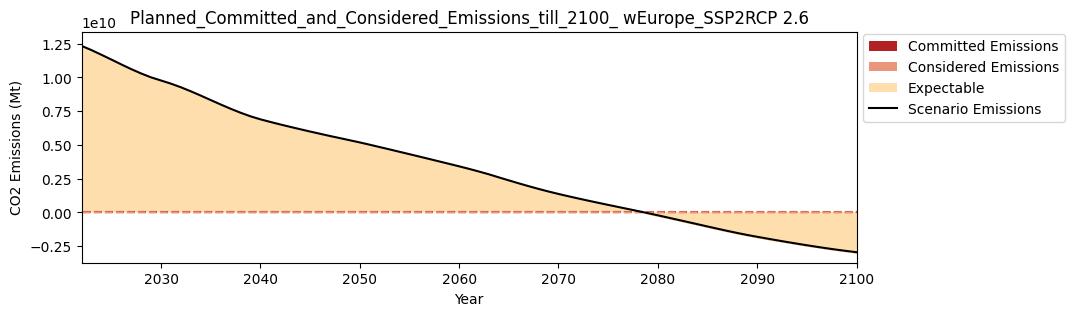 Planned_Committed_and_Considered_Emissions_till_2100_ wEurope_SSP2RCP 2.6
1e10
CO2 Emissions (Mt)
1.25
1.00
0.75
0.50
0.25
0.00
−0.25
2030 2040 2050 2060 2070 2080 2090 2100
Year
Committed Emissions
Considered Emissions
Expectable
Scenario Emissions